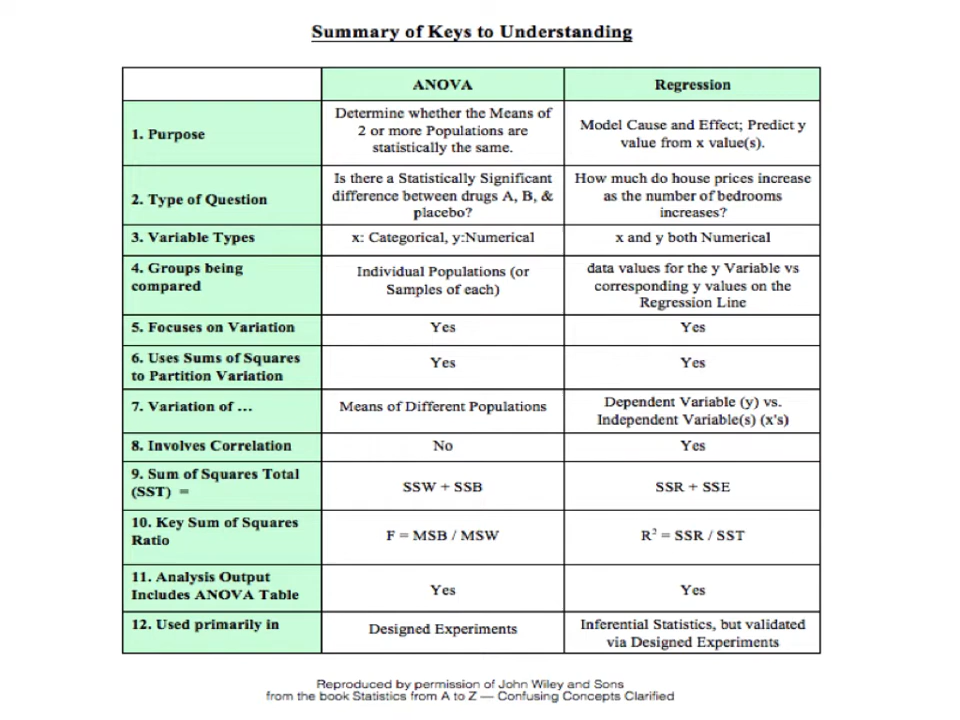 Summary of Keys to Understanding
ANOVA
Regression
1. Purpose
Determine whether the Means of
2 or more Populations are
statistically the same.
Model Cause and Effect; Predict y
value from x value(s).
2. Type of Question
Is there a Statistically Significant
difference between drugs A, B, &
placebo?
How much do house prices increase
as the number of bedrooms
increases?
3. Variable Types
x: Categorical, y:Numerical
x and y both Numerical
4. Groups being
compared
Individual Populations (or
Samples of each)
data values for the y Variable vs
corresponding y values on the
Regression Line
5. Focuses on Variation
Yes
Yes
6. Uses Sums of Squares
to Partition Variation
Yes
Yes
7. Variation of ...
Means of Different Populations
Dependent Variable (y) vs.
Independent Variable(s) (x's)
8. Involves Correlation
No
Yes
9. Sum of Squares Total
(SST) =
SSW + SSB
SSR + SSE
10. Key Sum of Squares
Ratio
F = MSB / MSW
R² = SSR / SST
11. Analysis Output
Includes ANOVA Table
Yes
Yes
12. Used primarily in
Designed Experiments
Inferential Statistics, but validated
via Designed Experiments
Reproduced by permission of John Wiley and Sons
from the book Statistics from A to Z — Confusing Concepts Clarified